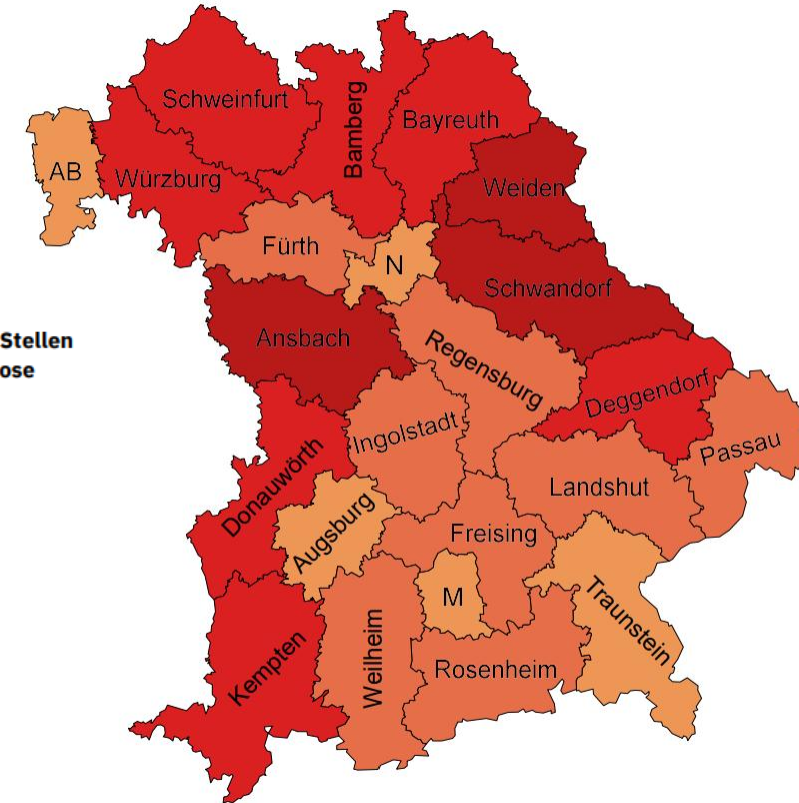 Schweinfurt
Bamberg
Bayreuth
AB
Würzburg
Weiden
Fürth
N
Schwandorf
Stellen
ose
Ansbach
Regensburg
Deggendorf
Ingolstadt
Passau
Donauwörth
Landshut
Augsburg
Freising
M
Traunstein
Kempten
Weilheim
Rosenheim